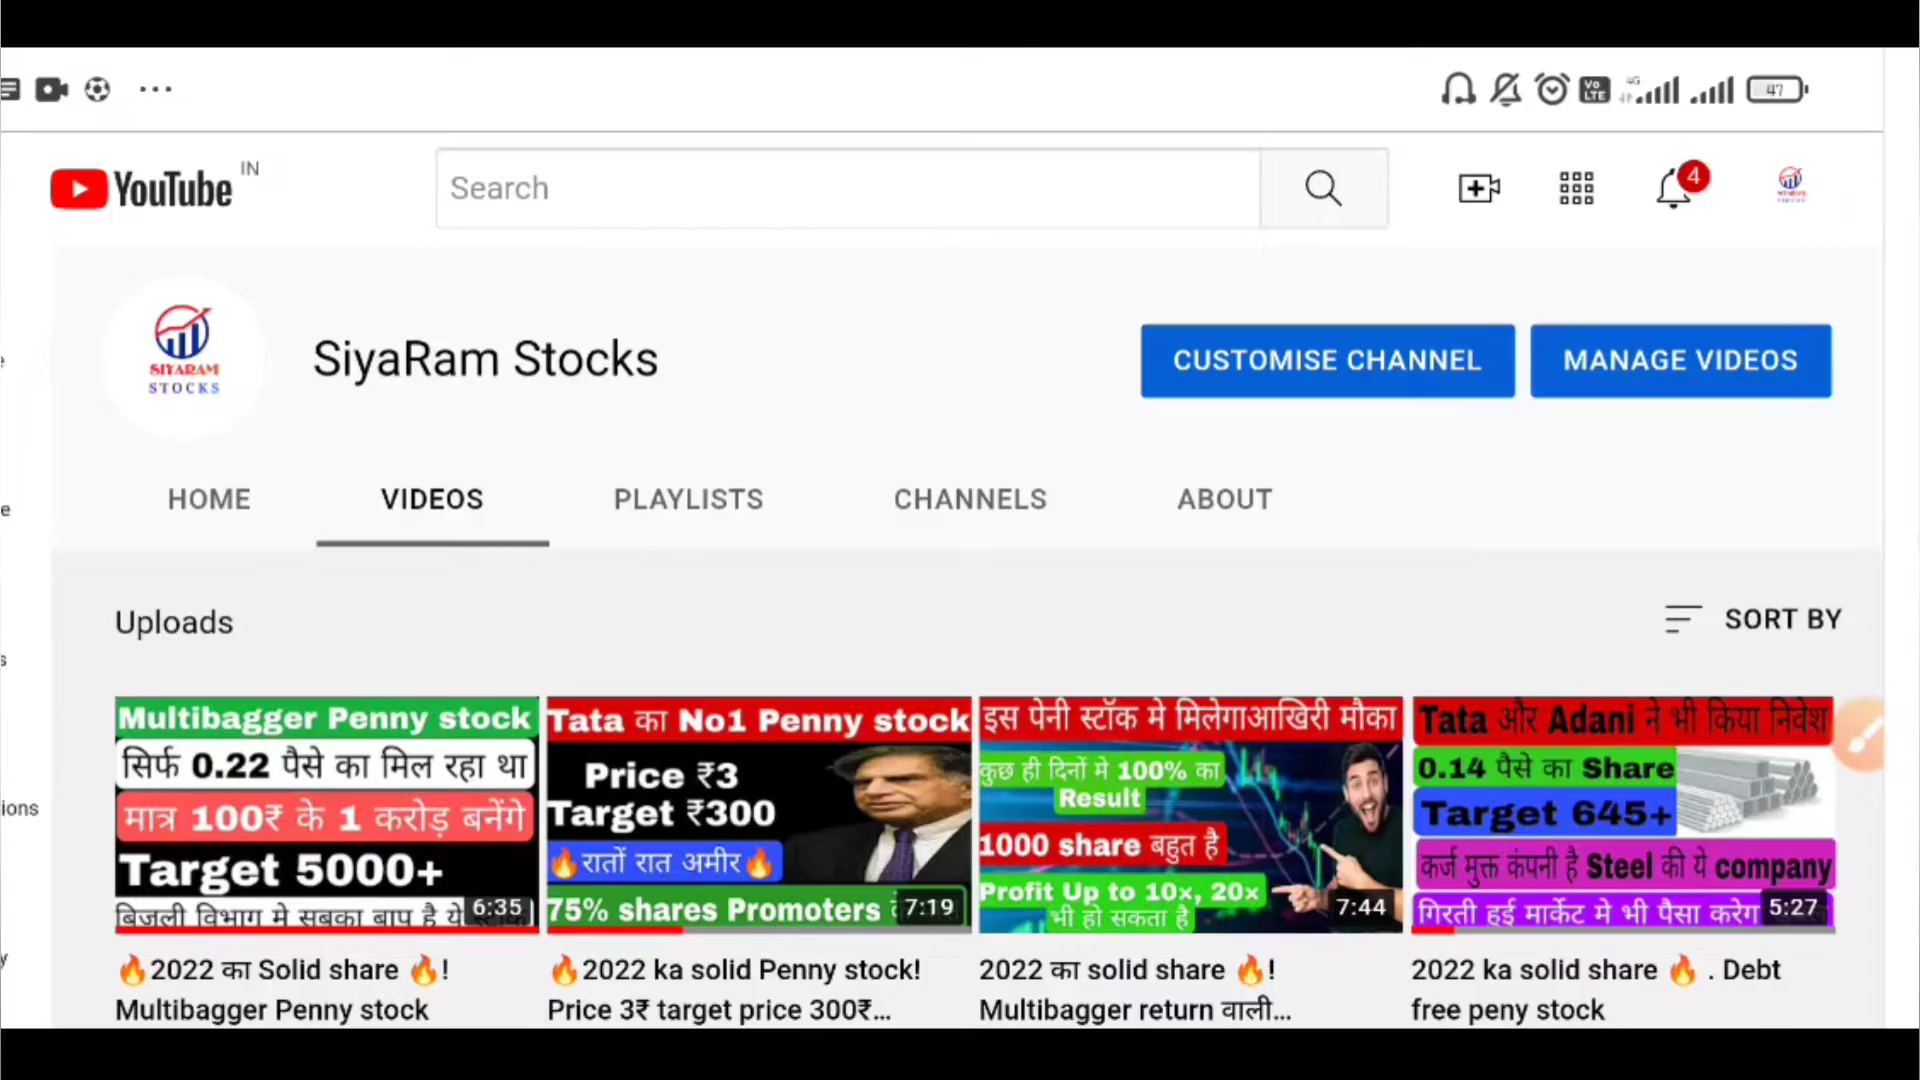 47
YouTube IN
Search
4
SIYARAM
STOCKS
SiyaRam Stocks
CUSTOMISE CHANNEL
MANAGE VIDEOS
HOME
VIDEOS
PLAYLISTS
CHANNELS
ABOUT
Uploads
SORT BY
ions
Multibagger Penny stock
सिर्फ 0.22 पैसे का मिल रहा था
मात्र 100₹ के 1 करोड़ बनेंगे
Target 5000+
बिजली विभाग मे सबका बाप है ये स्टॉक
6:35
Tata का No1 Penny stock
Price ₹3
Target ₹300
🔥रातों रात अमीर🔥
75% shares Promoters
7:19
इस पेनी स्टॉक मे मिलेगाआखिरी मौका
कुछ ही दिनों मे 100% का
Result
1000 share बहुत है
Profit Up to 10x, 20x
भी हो सकता है
7:44
Tata और Adani ने भी किया निवेश
0.14 पैसे का Share
Target 645+
कर्ज मुक्त कंपनी है Steel की ये company
गिरती हुई मार्केट मे भी पैसा करेगा
5:27
🔥2022 का Solid share 🔥!
Multibagger Penny stock
🔥2022 ka solid Penny stock!
Price 3₹ target price 300₹...
2022 का solid share 🔥!
Multibagger return वाली...
2022 ka solid share 🔥 . Debt
free peny stock